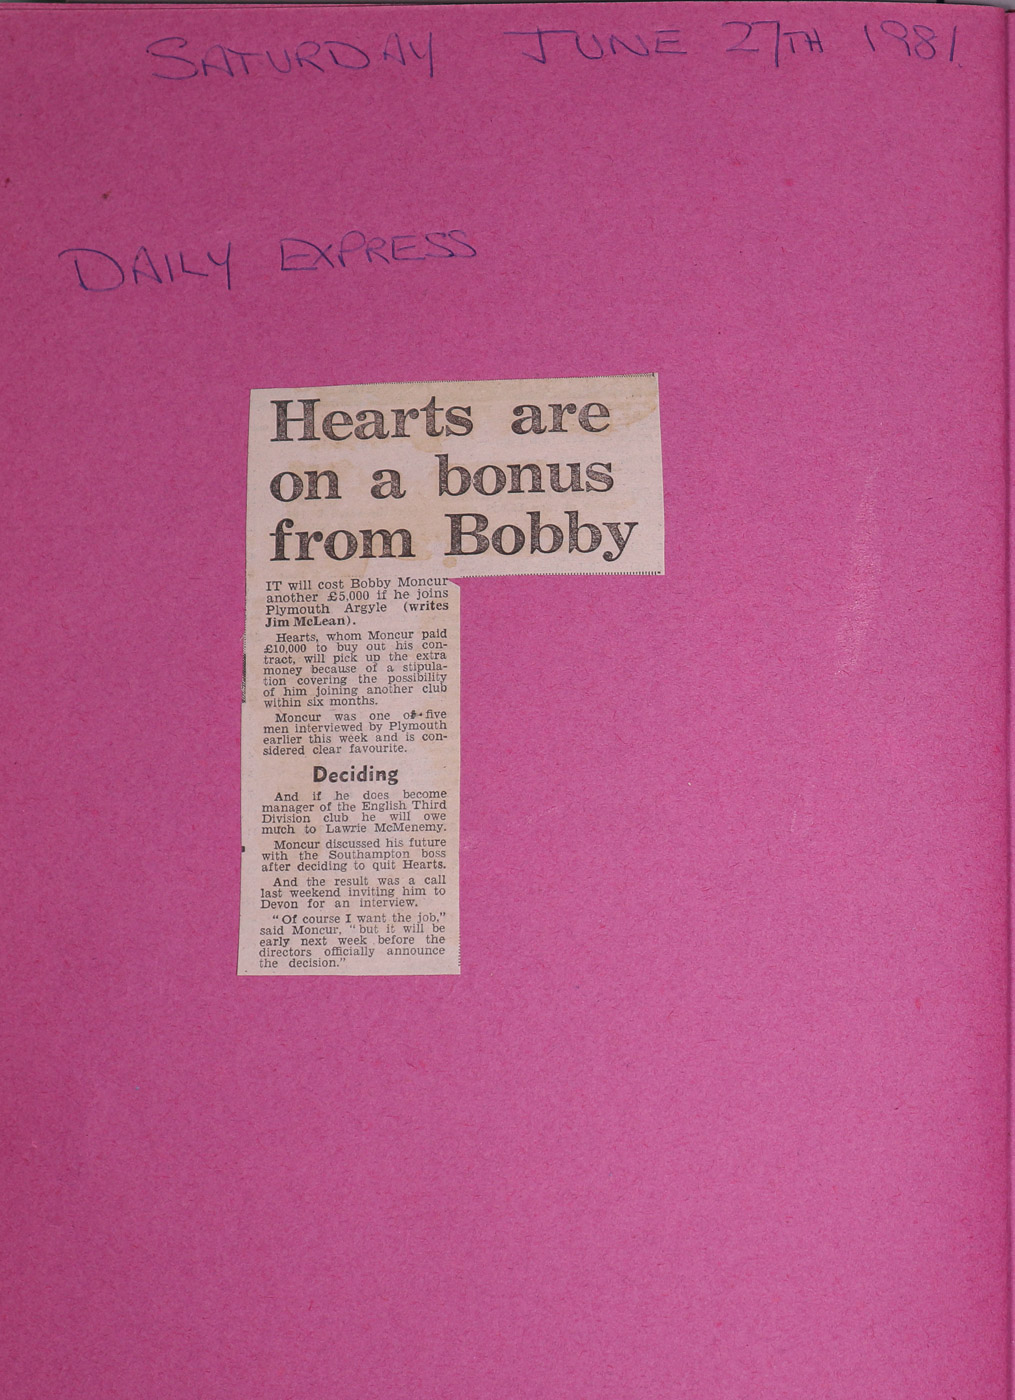 SATURDAY JUNE 27TH 1981
DAILY EXPRESS
Hearts are
on a bonus
from Bobby
IT will cost Bobby Moncur
another £5,000 if he joins
Plymouth Argyle (writes
Jim McLean).
Hearts, whom Moncur paid
£10,000 to buy out his con-
tract, will pick up the extra
money because of a stipula-
tion covering the possibility
of him joining another club
within six months.
Moncur was one of five
men interviewed by Plymouth
earlier this week and is con-
sidered clear favourite.
Deciding
And if he does become
manager of the English Third
Division club he will owe
much to Lawrie McMenemy.
Moncur discussed his future
with the Southampton boss
after deciding to quit Hearts.
And the result was a call
last weekend inviting him to
Devon for an interview.
"Of course I want the job,"
said Moncur, "but it will be
early next week before the
directors officially announce
the decision."